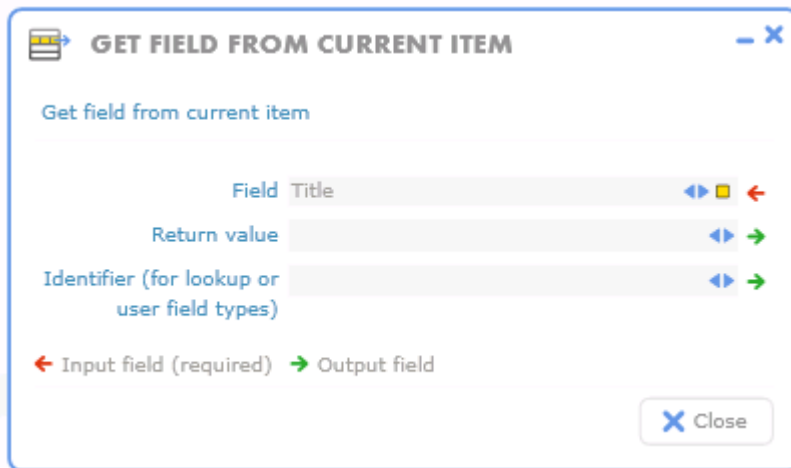 GET FIELD FROM CURRENT ITEM
Get field from current item
Field Title
Return value
Identifier (for lookup or
user field types)
Input field (required) Output field
Close